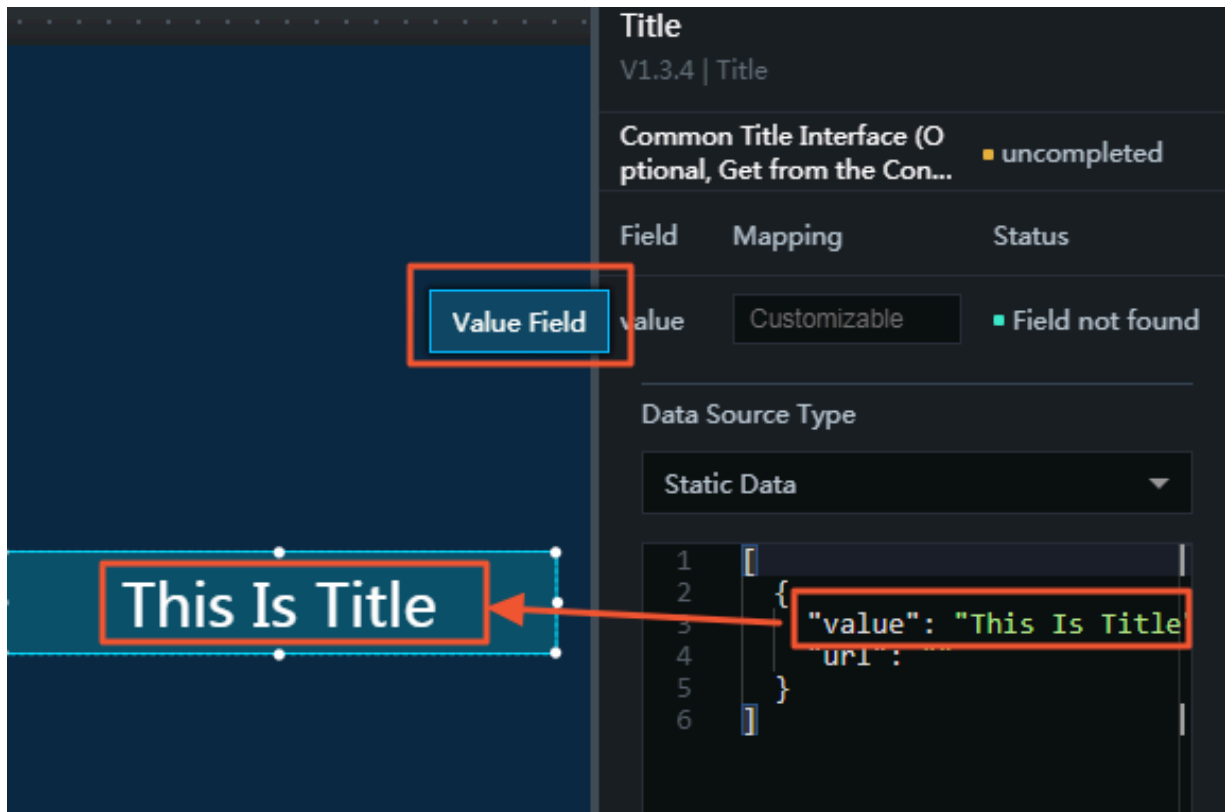 Title
V1.3.4 | Title
Common Title Interface (O
ptional, Get from the Con...
uncompleted
Field Mapping Status
Value Field
value Customizable Field not found
Data Source Type
Static Data
1 [
2 {
3 "value": "This Is Title"
4 "url": ""
5 }
6 ]
This Is Title